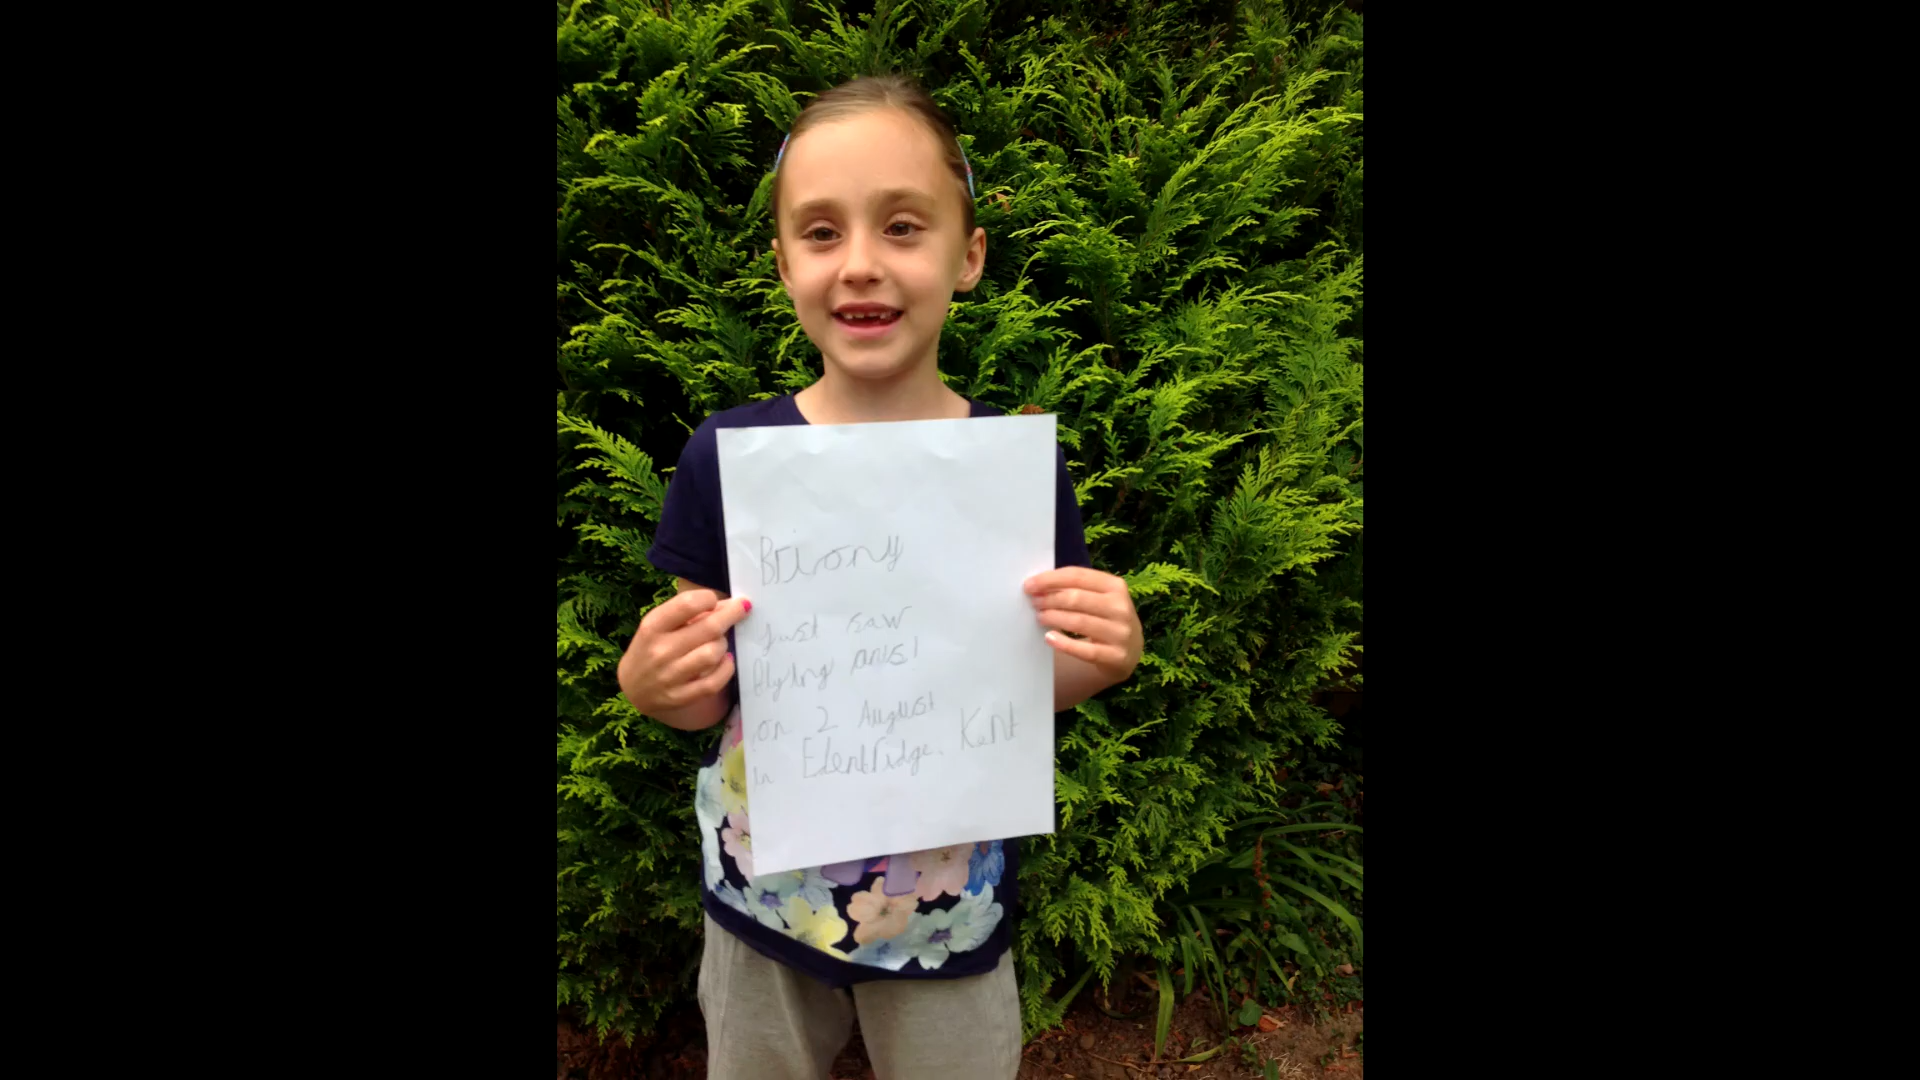 Briony
just saw
flying ants!
on 2 August
in Edenbridge. Kent